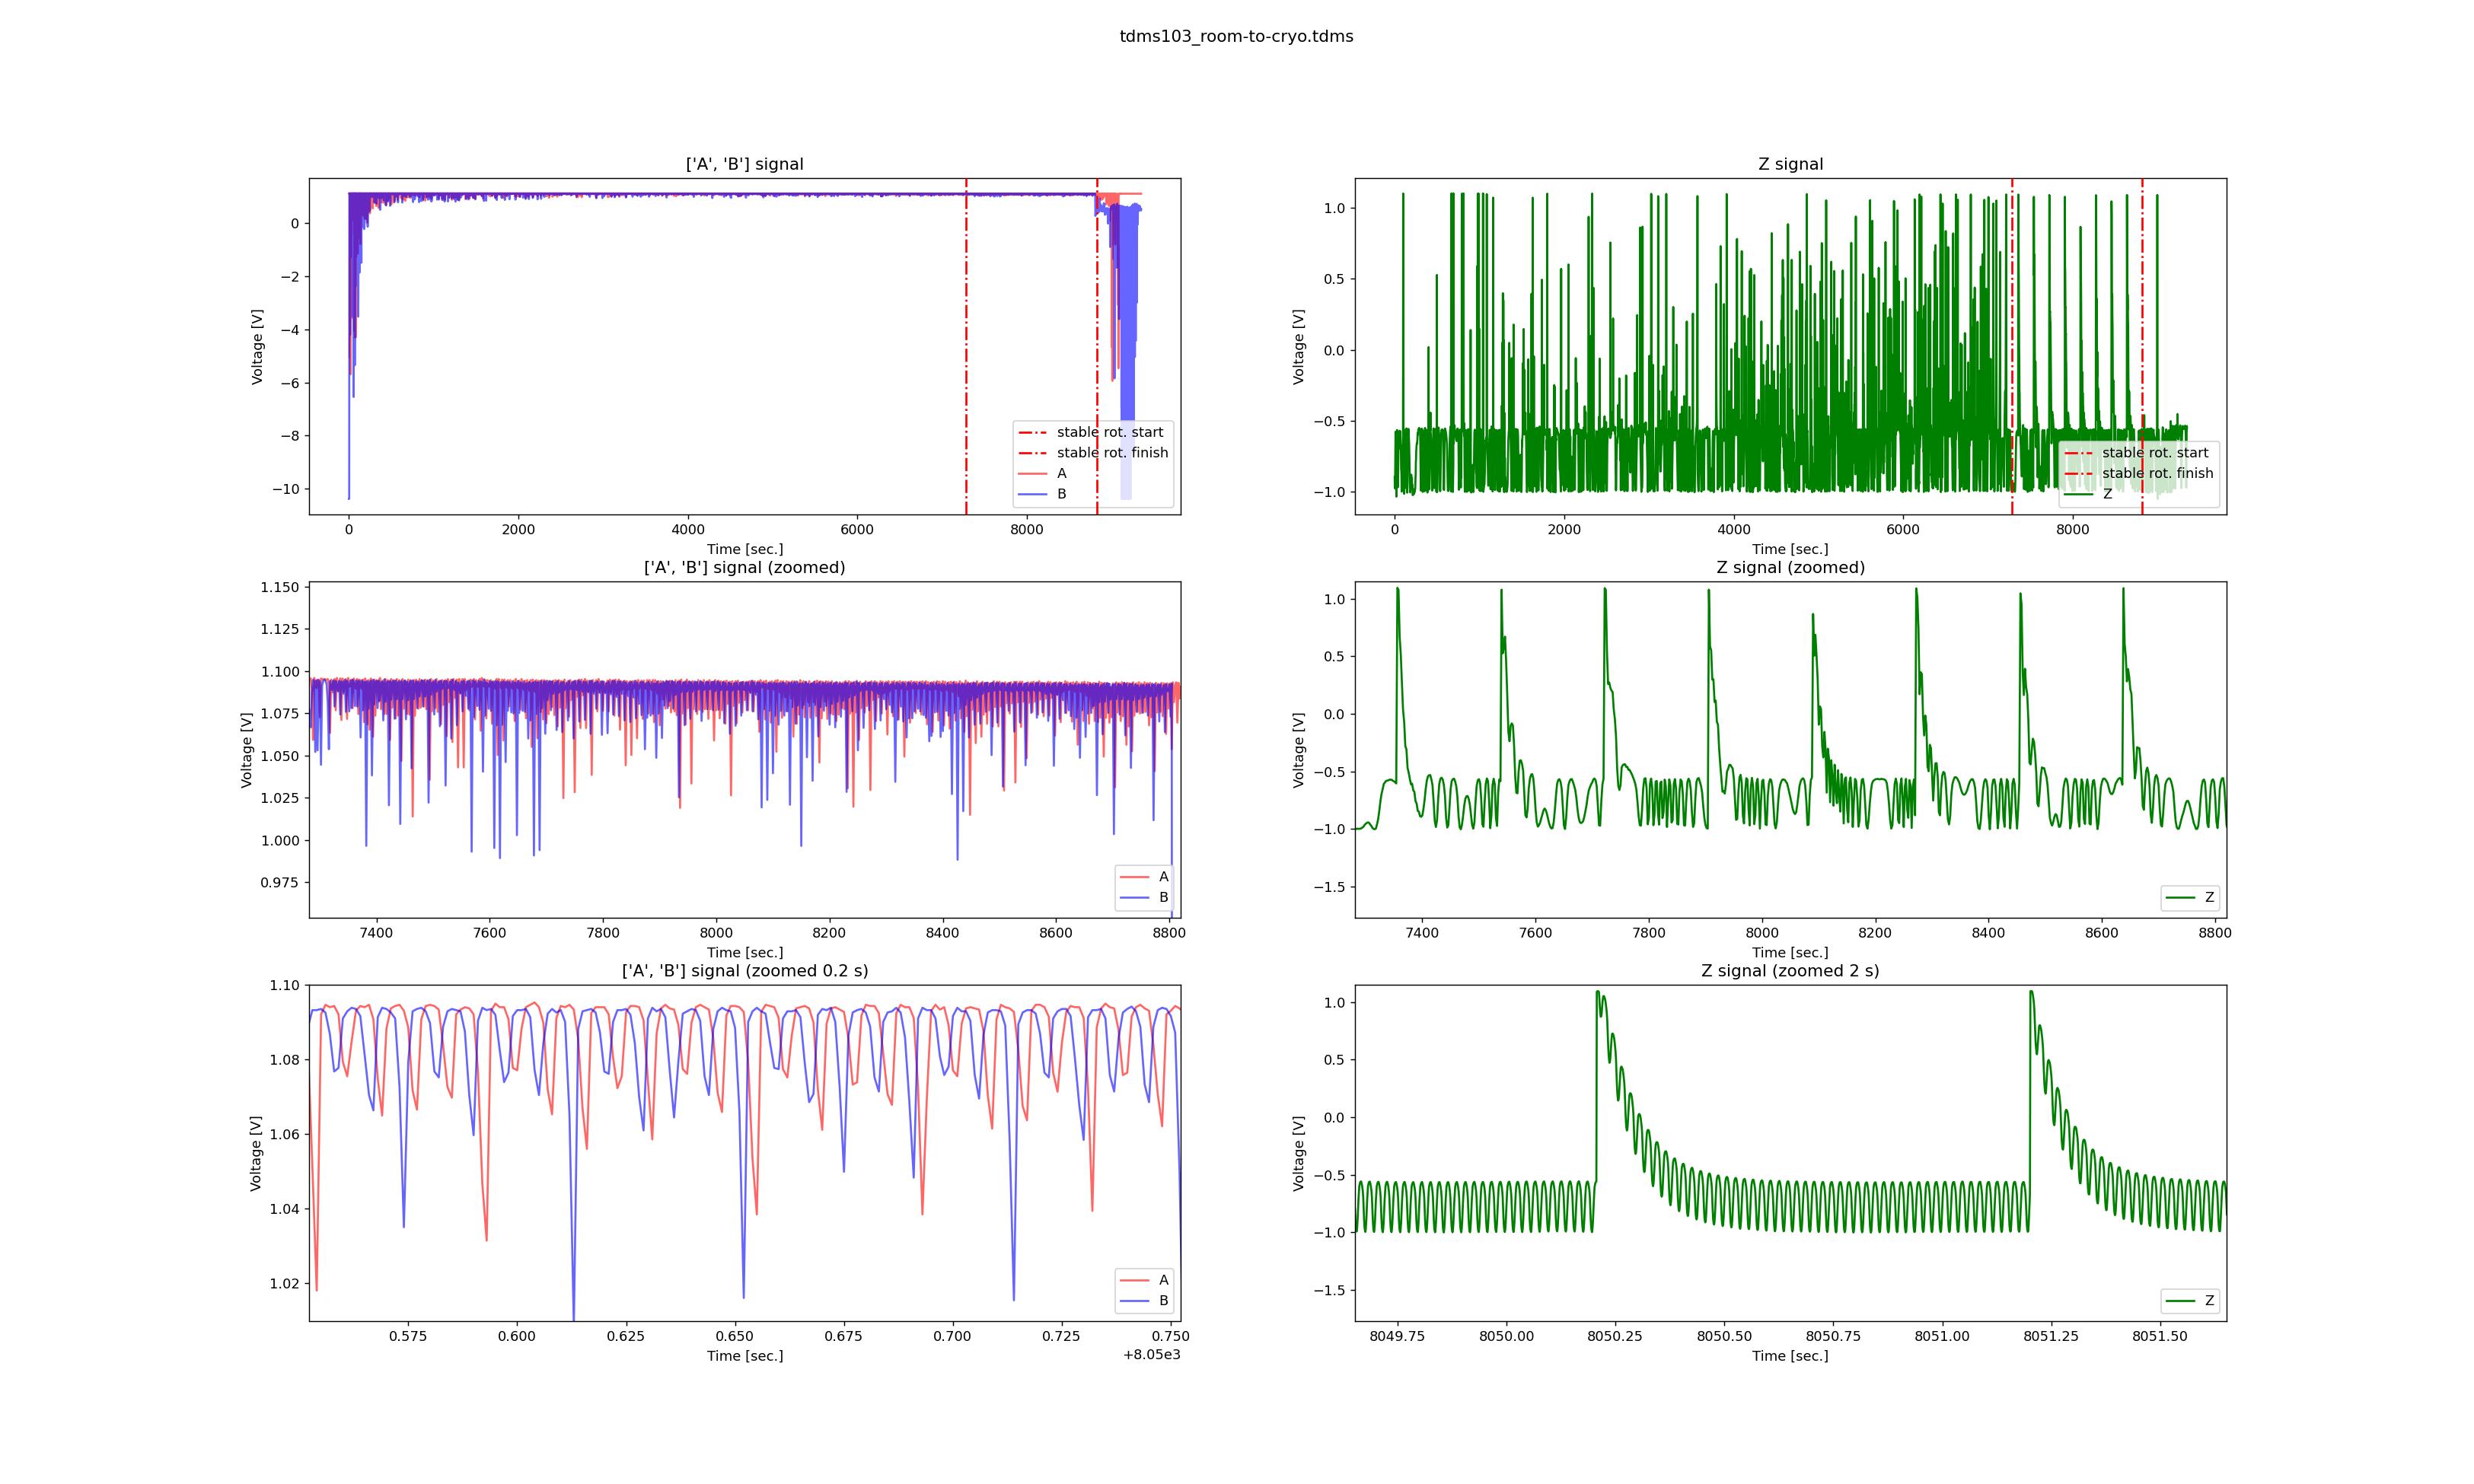 tdms103_room-to-cryo.tdms
['A', 'B'] signal
Voltage [V]
0
−2
−4
−6
−8
−10
stable rot. start
stable rot. finish
A
B
0 2000 4000 6000 8000
Time [sec.]
Z signal
Voltage [V]
1.0
0.5
0.0
−0.5
−1.0
stable rot. start
stable rot. finish
Z
0 2000 4000 6000 8000
Time [sec.]
['A', 'B'] signal (zoomed)
Voltage [V]
1.150
1.125
1.100
1.075
1.050
1.025
1.000
0.975
A
B
7400 7600 7800 8000 8200 8400 8600 8800
Time [sec.]
Z signal (zoomed)
Voltage [V]
1.0
0.5
0.0
−0.5
−1.0
−1.5
Z
7400 7600 7800 8000 8200 8400 8600 8800
Time [sec.]
['A', 'B'] signal (zoomed 0.2 s)
Voltage [V]
1.10
1.08
1.06
1.04
1.02
A
B
0.575 0.600 0.625 0.650 0.675 0.700 0.725 0.750
Time [sec.]
+8.05e3
Z signal (zoomed 2 s)
Voltage [V]
1.0
0.5
0.0
−0.5
−1.0
−1.5
Z
8049.75 8050.00 8050.25 8050.50 8050.75 8051.00 8051.25 8051.50
Time [sec.]